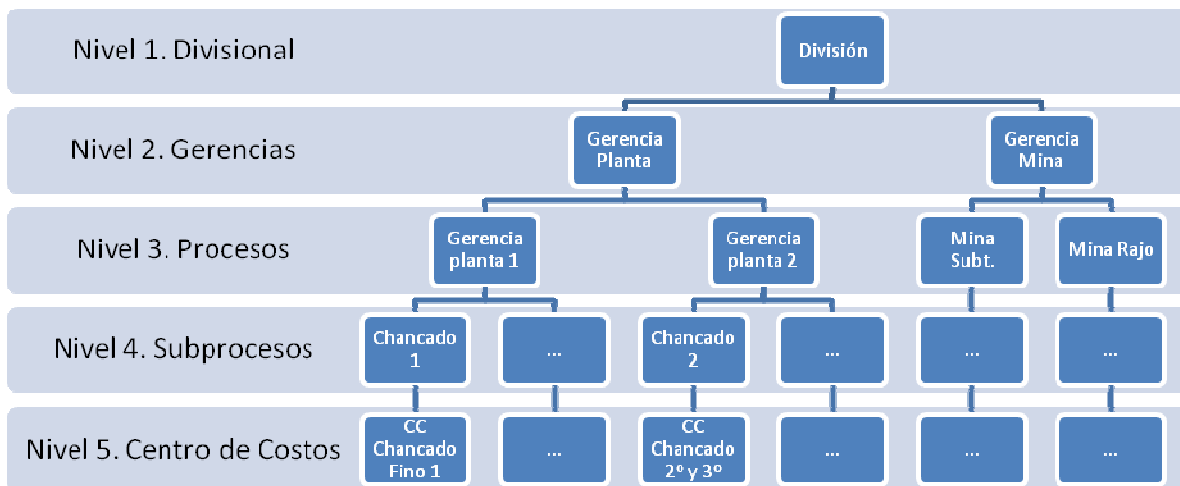 Nivel 1. Divisional
División
Nivel 2. Gerencias
Gerencia
Planta
Gerencia
Mina
Nivel 3. Procesos
Gerencia
planta 1
Gerencia
planta 2
Mina
Subt.
Mina Rajo
Nivel 4. Subprocesos
Chancado
1
...
Chancado
2
...
...
...
Nivel 5. Centro de Costos
CC
Chancado
Fino 1
...
CC
Chancado
2º y 3º
...
...
...